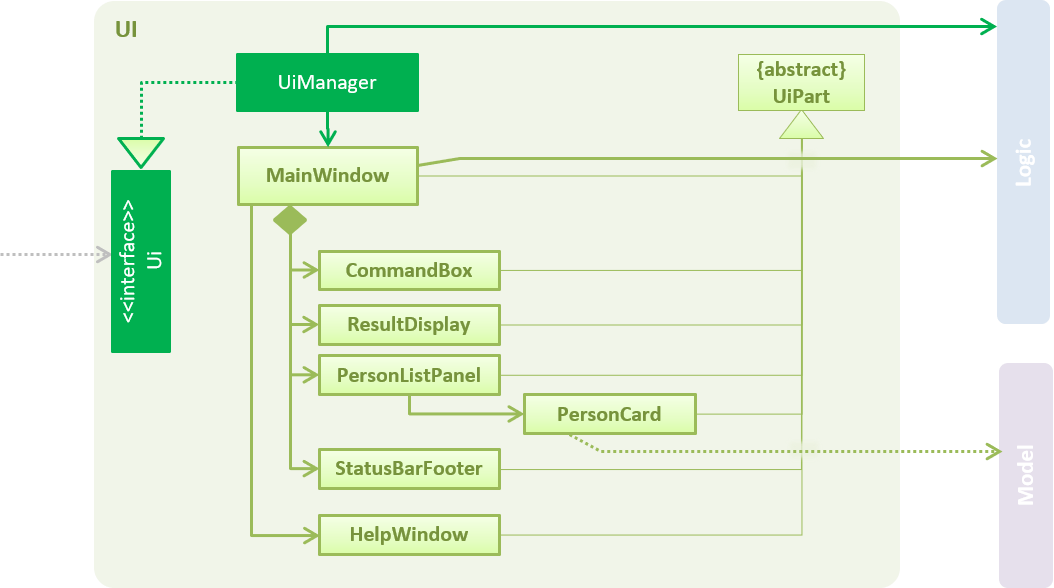 UI
UiManager
{abstract}
UiPart
MainWindow
Logic
<<interface>>
Ui
CommandBox
ResultDisplay
PersonListPanel
PersonCard
StatusBarFooter
Model
HelpWindow